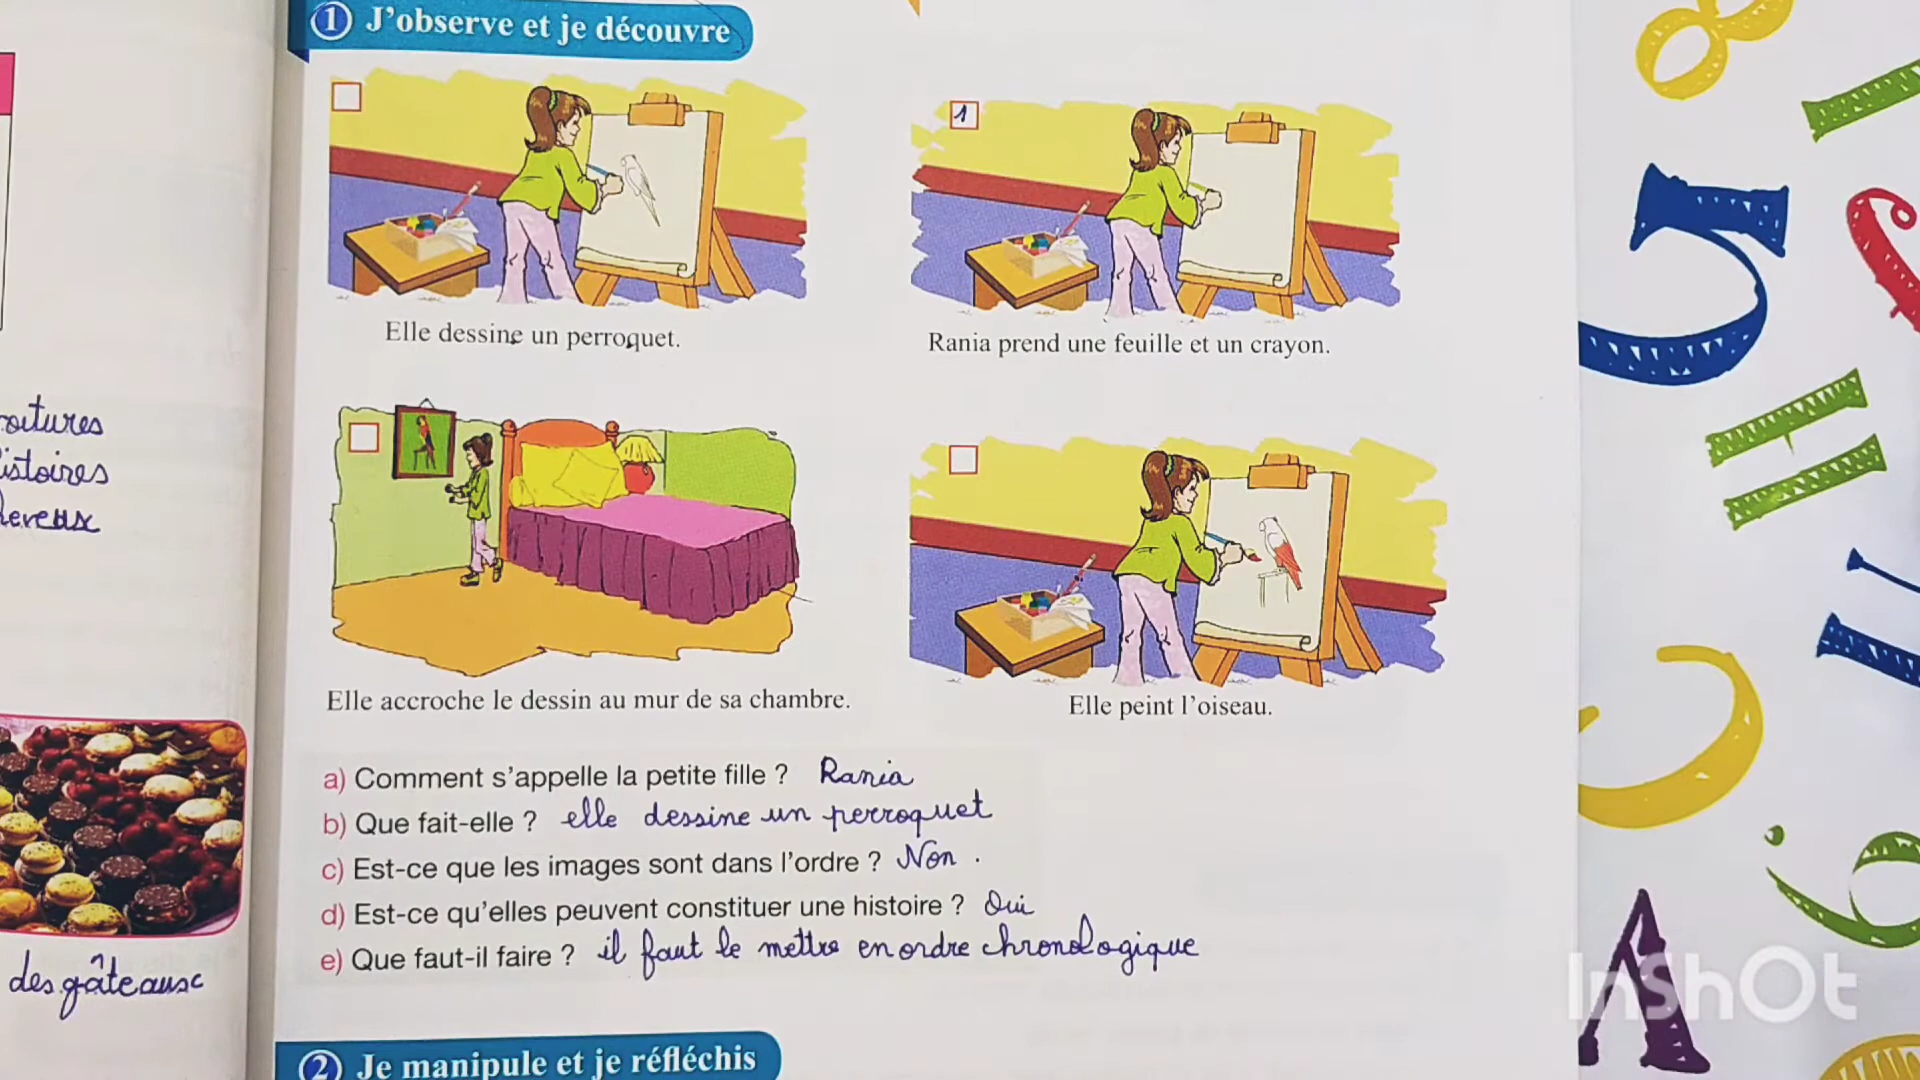 1 J'observe et je découvre
1
Elle dessine un perroquet.
Rania prend une feuille et un crayon.
Elle accroche le dessin au mur de sa chambre.
Elle peint l'oiseau.
a) Comment s'appelle la petite fille ? Rania
b) Que fait-elle ? elle dessine un perroquet
c) Est-ce que les images sont dans l'ordre ? Non .
d) Est-ce qu'elles peuvent constituer une histoire ? Oui
e) Que faut-il faire ? il faut le mettre en ordre chronologique
2 Je manipule et je réfléchis
des gâteaux
InShOt